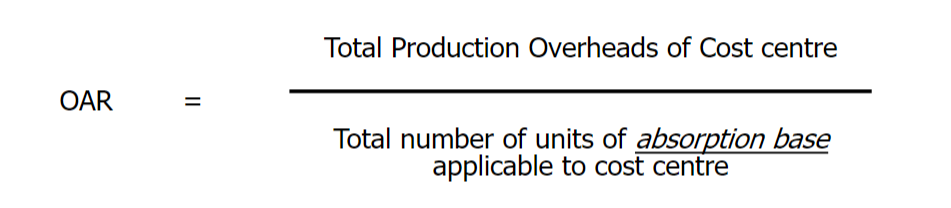 Total Production Overheads of Cost centre
OAR =
Total number of units of absorption base
applicable to cost centre